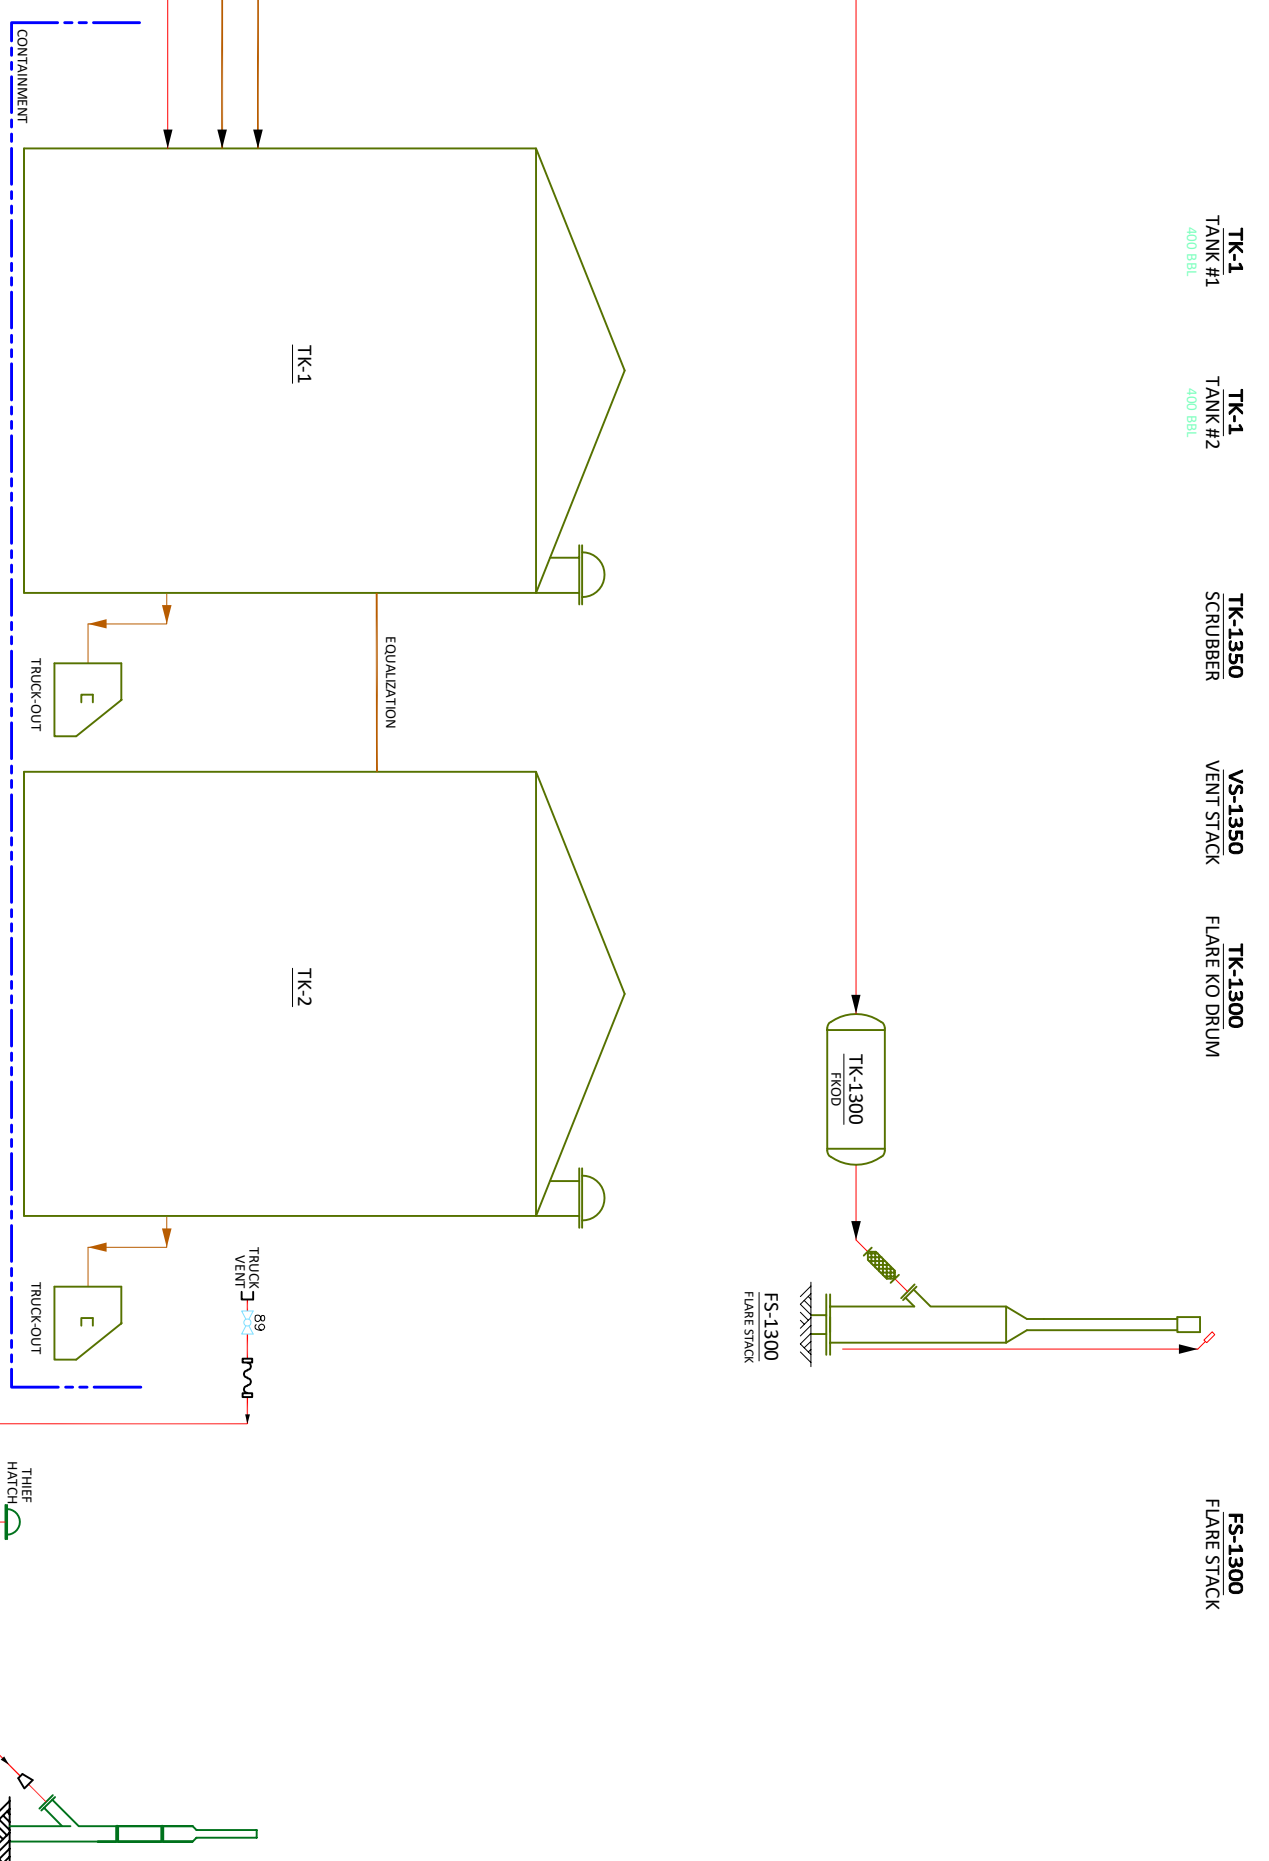 TK-1
TANK #1
400 BBL
TK-1
TANK #2
400 BBL
TK-1350
SCRUBBER
VS-1350
VENT STACK
TK-1300
FLARE KO DRUM
FS-1300
FLARE STACK
TK-1300
FKOD
FS-1300
FLARE STACK
EQUALIZATION
TK-1
TK-2
TRUCK
VENT
89
TRUCK-OUT
TRUCK-OUT
CONTAINMENT
THIEF
HATCH